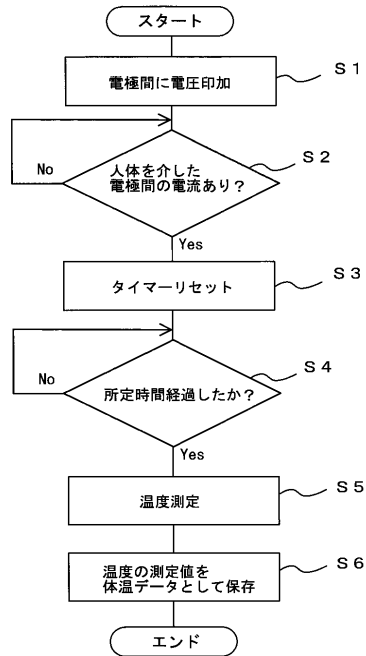 スタート
電極間に電圧印加
S1
人体を介した
電極間の電流あり？
S2
No
Yes
タイマーリセット
S3
所定時間経過したか？
S4
No
Yes
温度測定
S5
温度の測定値を
体温データとして保存
S6
エンド